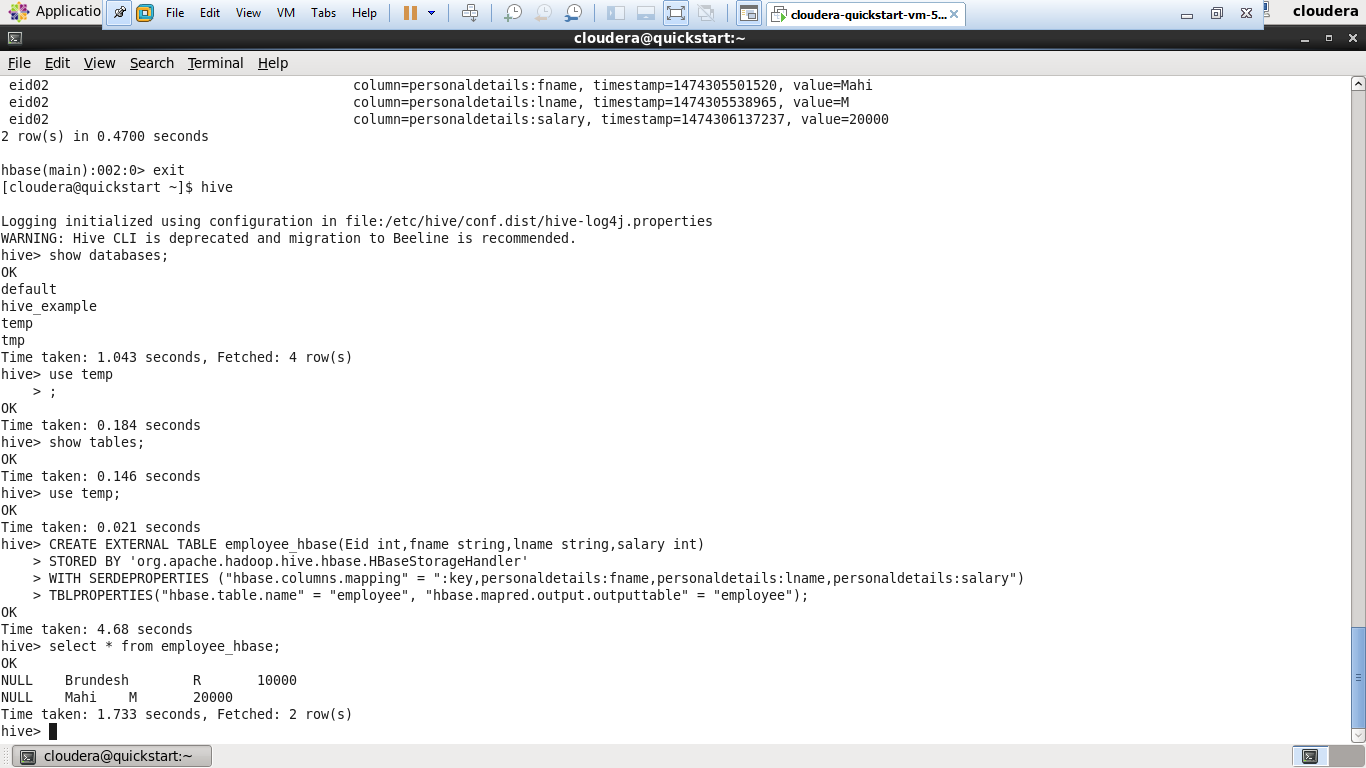 Applicatio File Edit View VM Tabs Help cloudera-quickstart-vm-5... cloudera
cloudera@quickstart:~
File Edit View Search Terminal Help
eid02 column=personaldetails:fname, timestamp=1474305501520, value=Mahi
eid02 column=personaldetails:lname, timestamp=1474305538965, value=M
eid02 column=personaldetails:salary, timestamp=1474306137237, value=20000
2 row(s) in 0.4700 seconds
hbase(main):002:0> exit
[cloudera@quickstart ~]$ hive
Logging initialized using configuration in file:/etc/hive/conf.dist/hive-log4j.properties
WARNING: Hive CLI is deprecated and migration to Beeline is recommended.
hive> show databases;
OK
default
hive_example
temp
tmp
Time taken: 1.043 seconds, Fetched: 4 row(s)
hive> use temp
    > ;
OK
Time taken: 0.184 seconds
hive> show tables;
OK
Time taken: 0.146 seconds
hive> use temp;
OK
Time taken: 0.021 seconds
hive> CREATE EXTERNAL TABLE employee_hbase(Eid int,fname string,lname string,salary int)
    > STORED BY 'org.apache.hadoop.hive.hbase.HBaseStorageHandler'
    > WITH SERDEPROPERTIES ("hbase.columns.mapping" = ":key,personaldetails:fname,personaldetails:lname,personaldetails:salary")
    > TBLPROPERTIES("hbase.table.name" = "employee", "hbase.mapred.output.outputtable" = "employee");
OK
Time taken: 4.68 seconds
hive> select * from employee_hbase;
OK
NULL Brundesh R 10000
NULL Mahi M 20000
Time taken: 1.733 seconds, Fetched: 2 row(s)
hive>
cloudera@quickstart:~